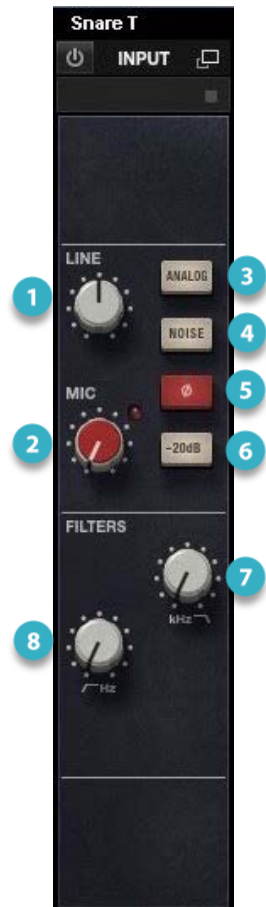 Snare T
INPUT
LINE
ANALOG
1
3
NOISE
4
MIC
Ø
5
2
-20dB
6
FILTERS
7
kHz
8
Hz